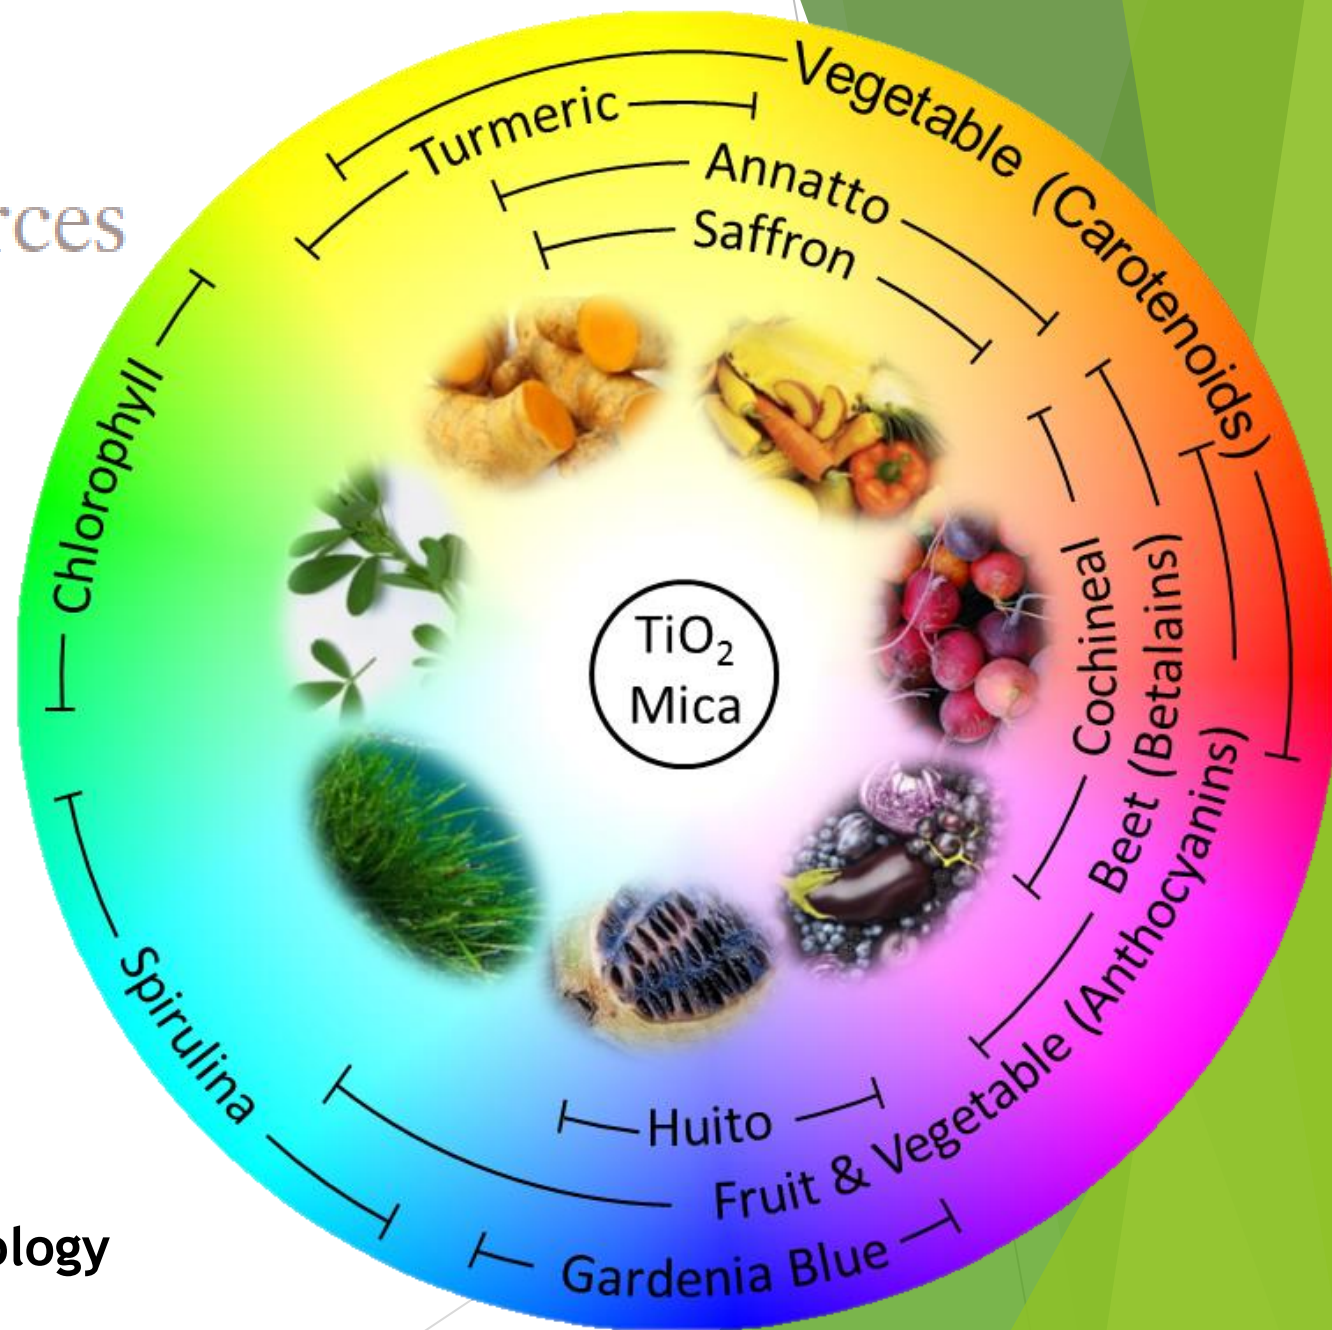 rces
Vegetable (Carotenoids)
Turmeric
Annatto
Saffron
Chlorophyll
TiO₂
Mica
Cochineal
Beet (Betalains)
Fruit & Vegetable (Anthocyanins)
Spirulina
Huito
Gardenia Blue
ology